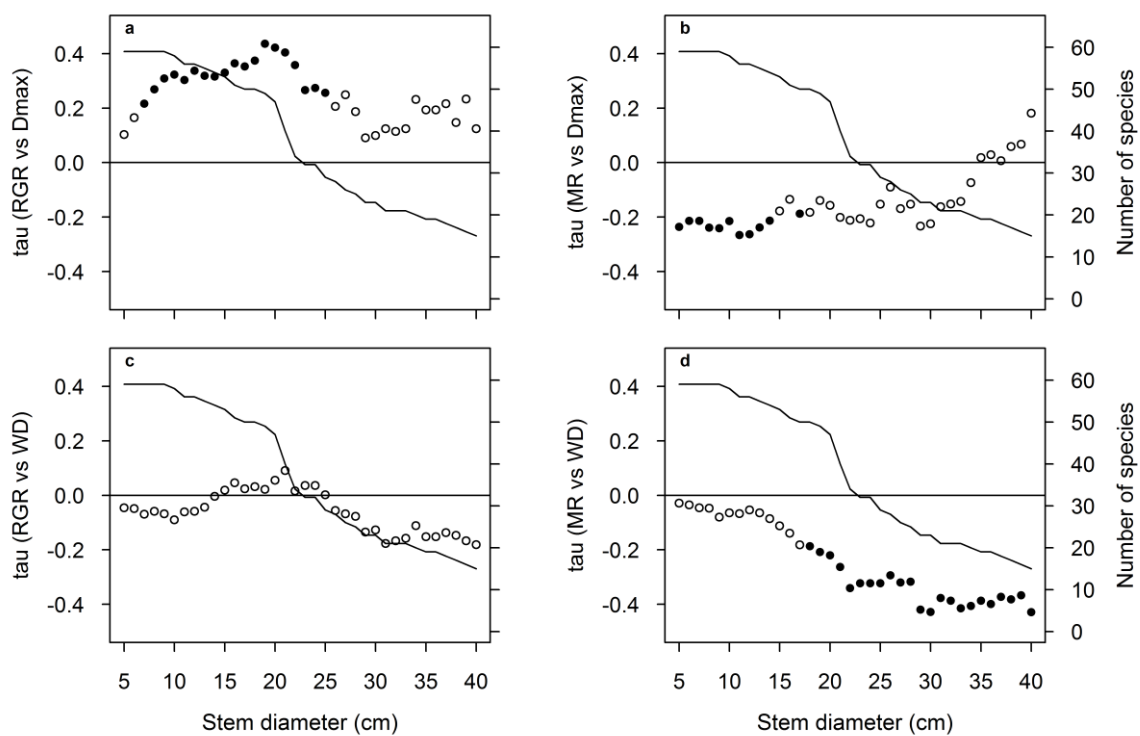 a
tau (RGR vs Dmax)
0.4
0.2
0.0
-0.2
-0.4
b
tau (MR vs Dmax)
0.4
0.2
0.0
-0.2
-0.4
60
50
40
30
20
10
0
Number of species
c
tau (RGR vs WD)
0.4
0.2
0.0
-0.2
-0.4
5 10 15 20 25 30 35 40
Stem diameter (cm)
d
tau (MR vs WD)
0.4
0.2
0.0
-0.2
-0.4
60
50
40
30
20
10
0
Number of species
5 10 15 20 25 30 35 40
Stem diameter (cm)